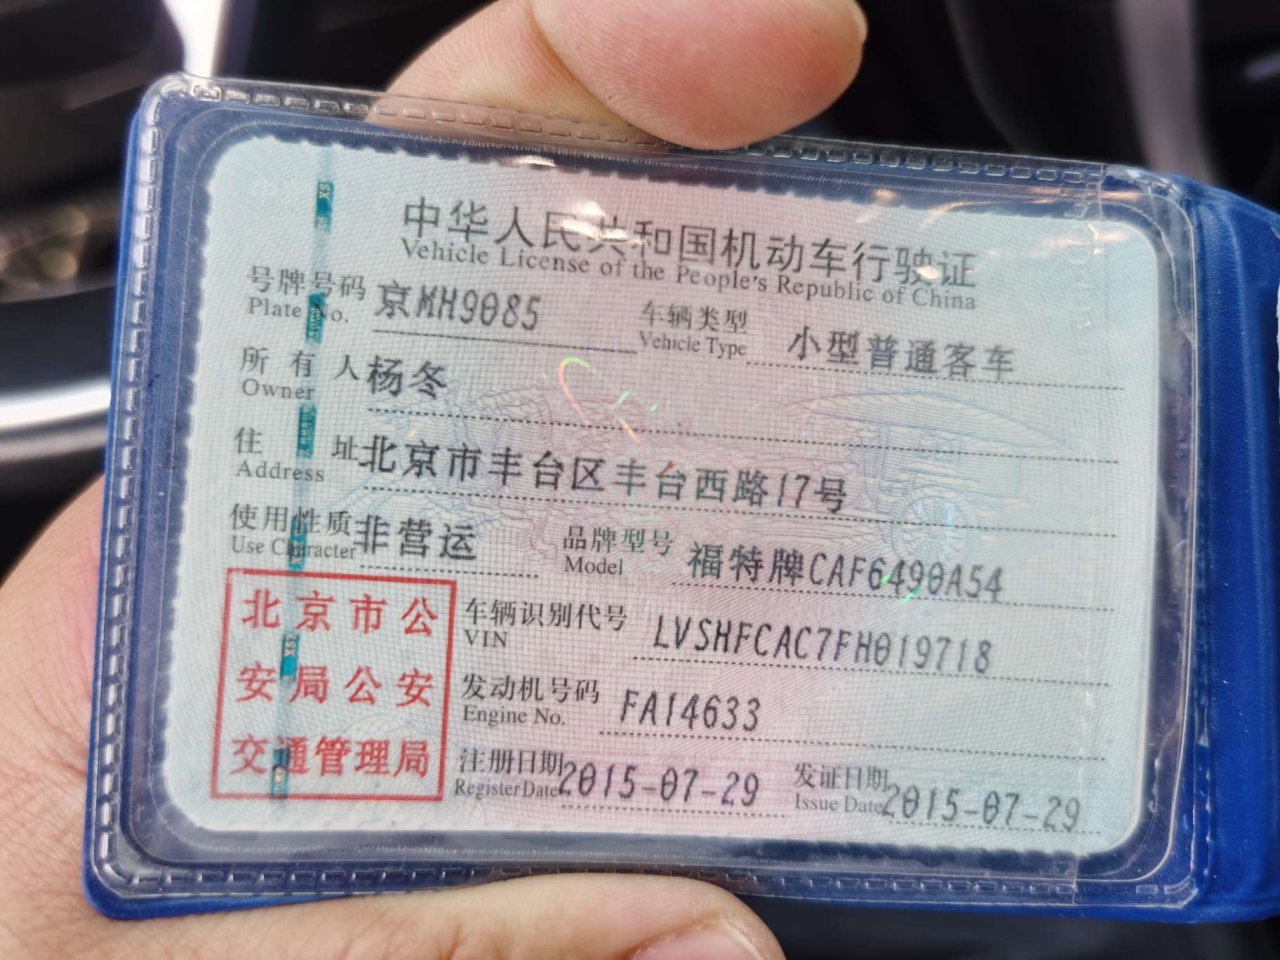 中华人民共和国机动车行驶证
Vehicle License of the People's Republic of China
号牌号码 京MH9085 车辆类型 小型普通客车
Plate No. Vehicle Type
所有人 杨冬
Owner
住址 北京市丰台区丰台西路17号
Address
使用性质 非营运 品牌型号 福特牌CAF6490A54
Use Character Model
车辆识别代号 LVSHFCAC7FH019718
VIN
发动机号码 FA14633
Engine No.
注册日期 2015-07-29 发证日期 2015-07-29
Register Date Issue Date
北京市公
安局公安
交通管理局